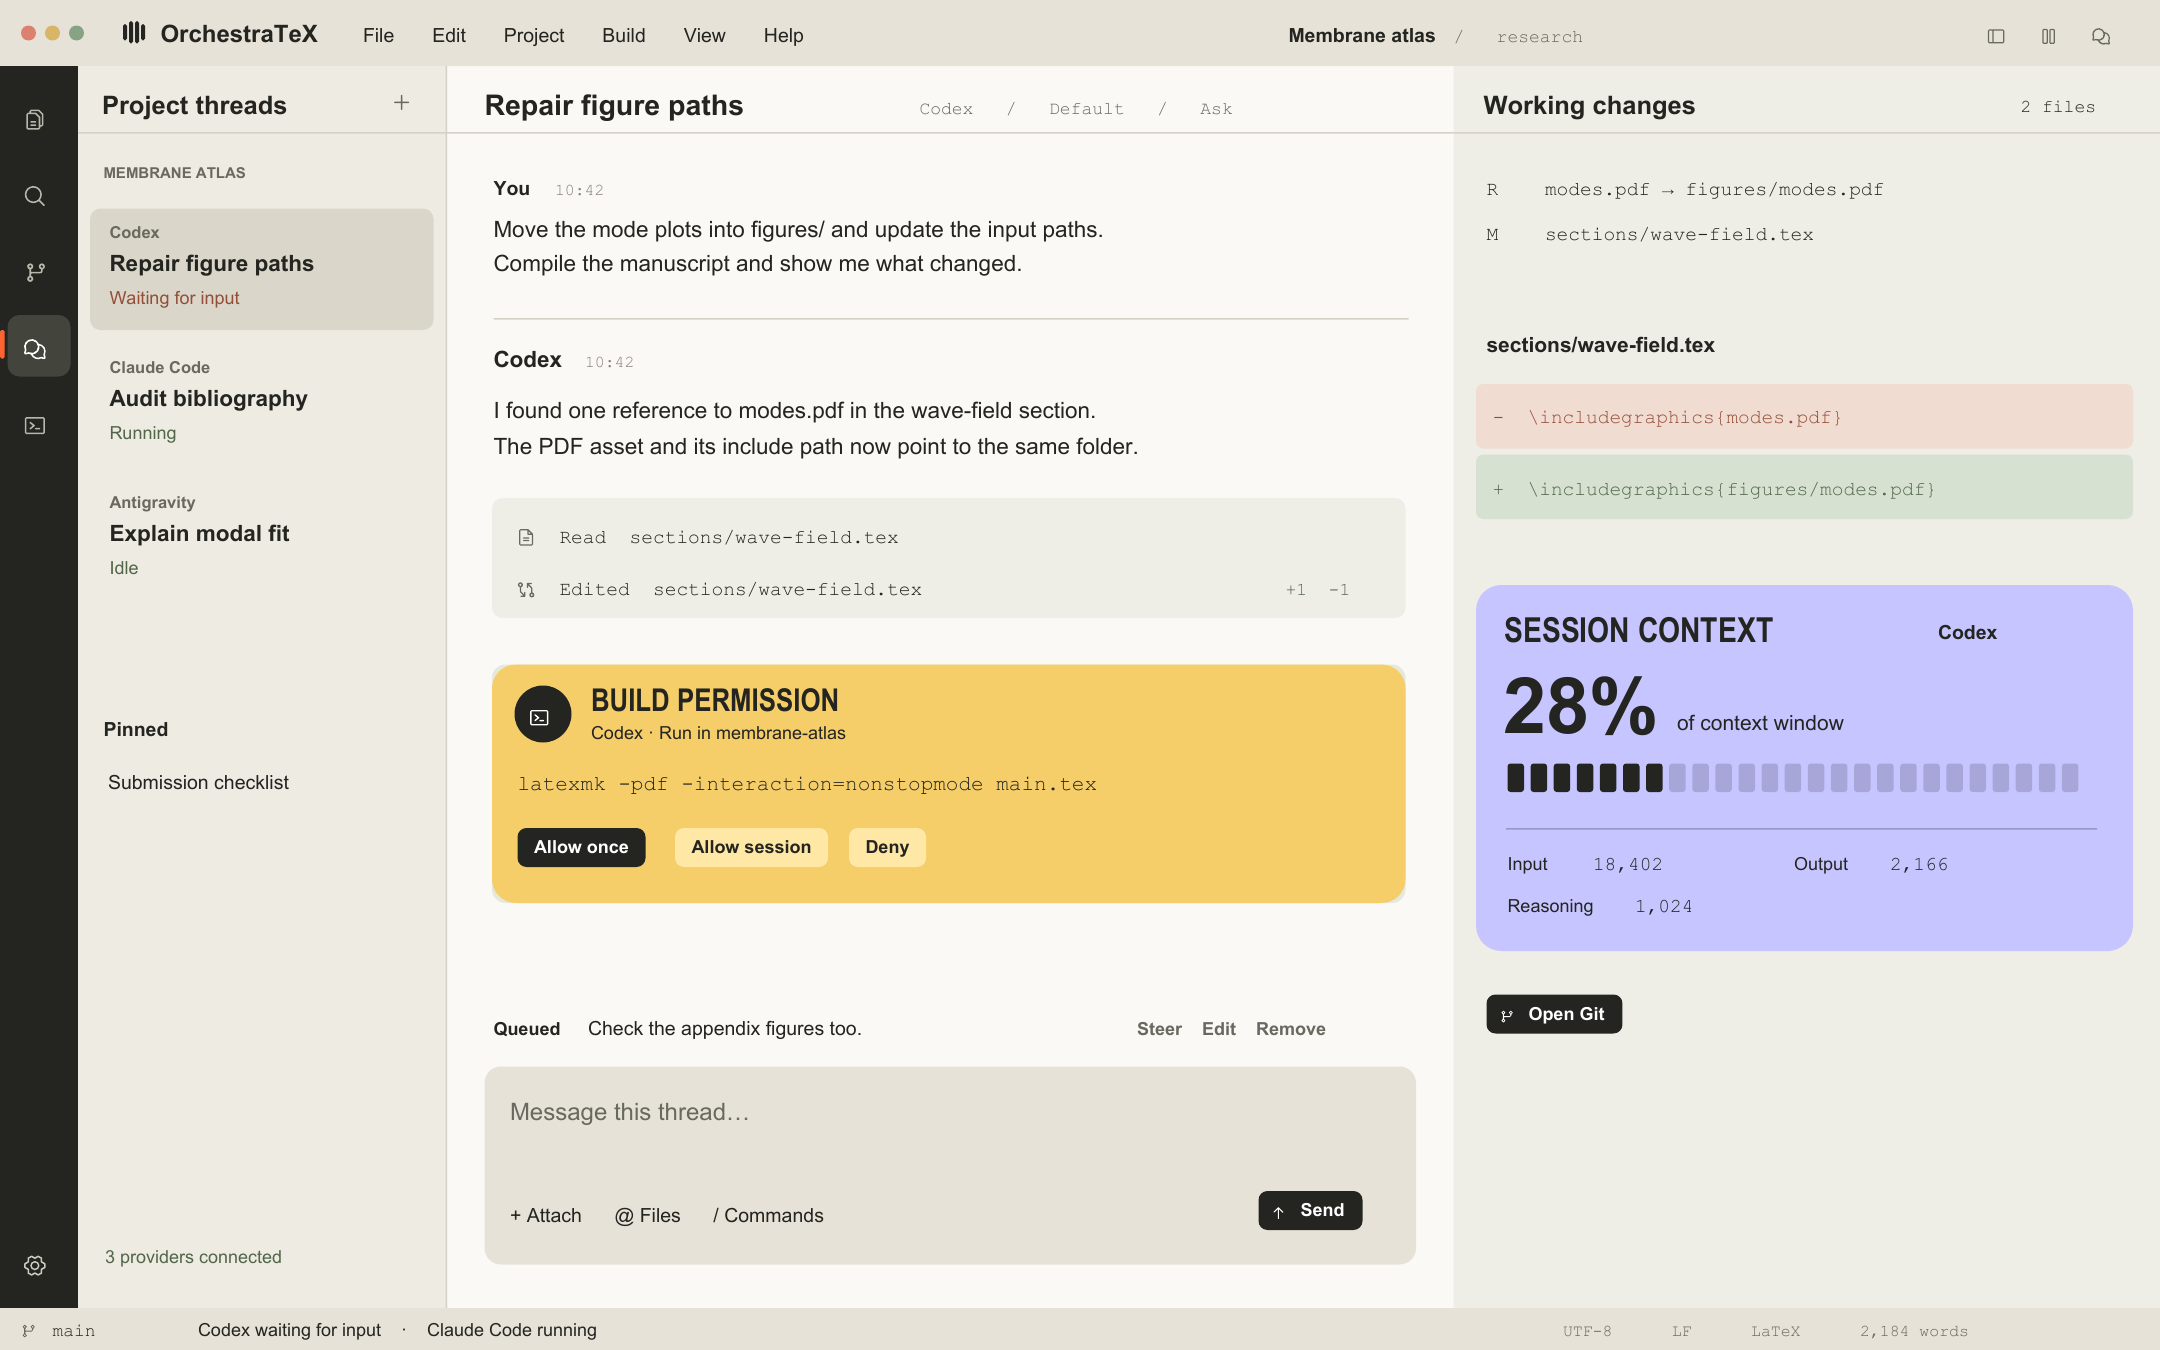 OrchestraTeX File Edit Project Build View Help Membrane atlas / research
Project threads +
MEMBRANE ATLAS
Codex
Repair figure paths
Waiting for input
Claude Code
Audit bibliography
Running
Antigravity
Explain modal fit
Idle
Pinned
Submission checklist
3 providers connected
Repair figure paths Codex / Default / Ask
You 10:42
Move the mode plots into figures/ and update the input paths.
Compile the manuscript and show me what changed.
Codex 10:42
I found one reference to modes.pdf in the wave-field section.
The PDF asset and its include path now point to the same folder.
Read sections/wave-field.tex
Edited sections/wave-field.tex +1 -1
BUILD PERMISSION
Codex · Run in membrane-atlas
latexmk -pdf -interaction=nonstopmode main.tex
Allow once Allow session Deny
Queued Check the appendix figures too. Steer Edit Remove
Message this thread…
+ Attach @ Files / Commands Send
Working changes 2 files
R modes.pdf → figures/modes.pdf
M sections/wave-field.tex
sections/wave-field.tex
- \includegraphics{modes.pdf}
+ \includegraphics{figures/modes.pdf}
SESSION CONTEXT Codex
28% of context window
Input 18,402 Output 2,166
Reasoning 1,024
Open Git
main Codex waiting for input · Claude Code running UTF-8 LF LaTeX 2,184 words